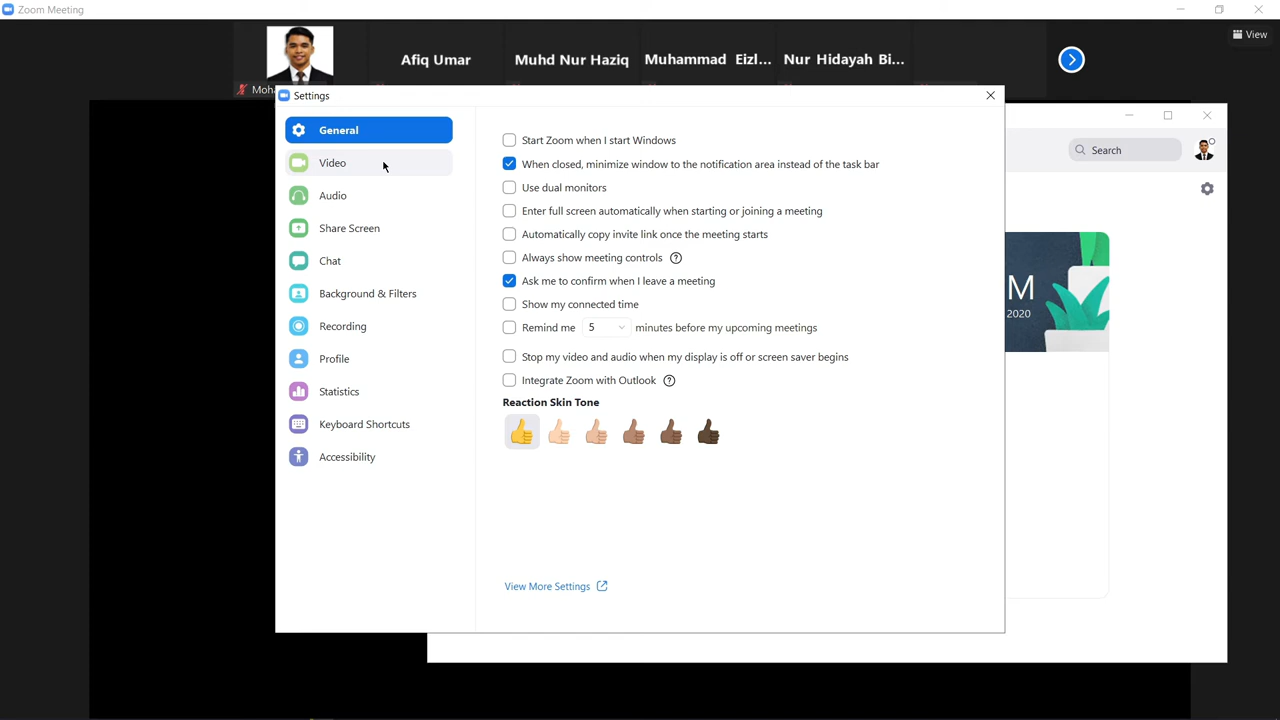 Zoom Meeting
View
Afiq Umar
Muhd Nur Haziq
Muhammad Eizl...
Nur Hidayah Bi...
Moha
Settings
General
Video
Audio
Share Screen
Chat
Background & Filters
Recording
Profile
Statistics
Keyboard Shortcuts
Accessibility
Start Zoom when I start Windows
When closed, minimize window to the notification area instead of the task bar
Use dual monitors
Enter full screen automatically when starting or joining a meeting
Automatically copy invite link once the meeting starts
Always show meeting controls ?
Ask me to confirm when I leave a meeting
Show my connected time
Remind me 5 minutes before my upcoming meetings
Stop my video and audio when my display is off or screen saver begins
Integrate Zoom with Outlook ?
Reaction Skin Tone
View More Settings
Search
M
2020